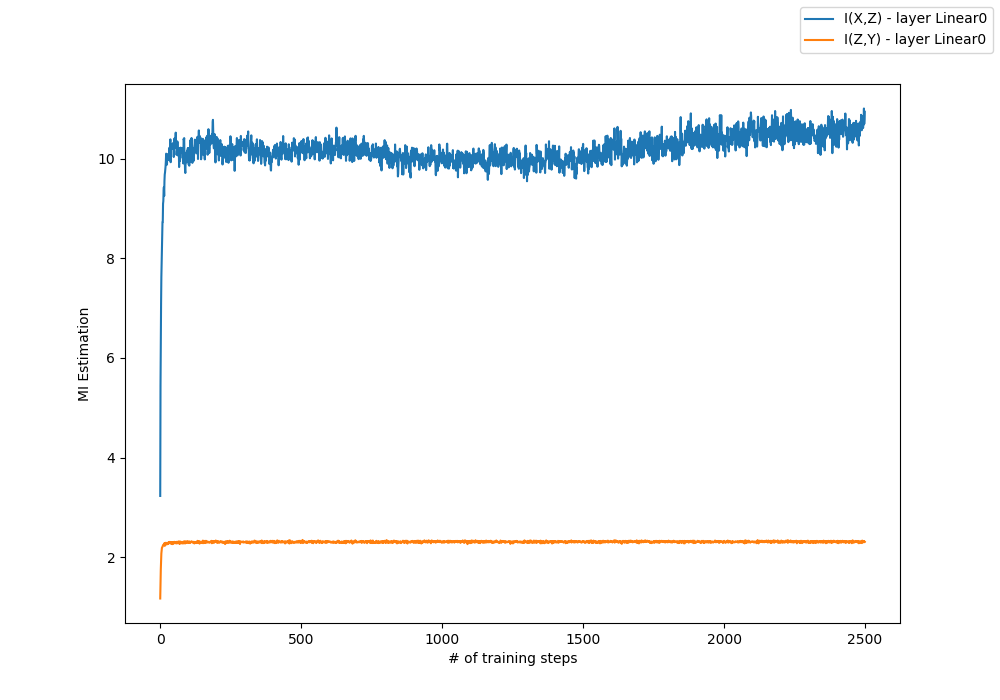 I(X,Z) - layer Linear0
I(Z,Y) - layer Linear0
10
8
6
4
2
MI Estimation
0 500 1000 1500 2000 2500
# of training steps